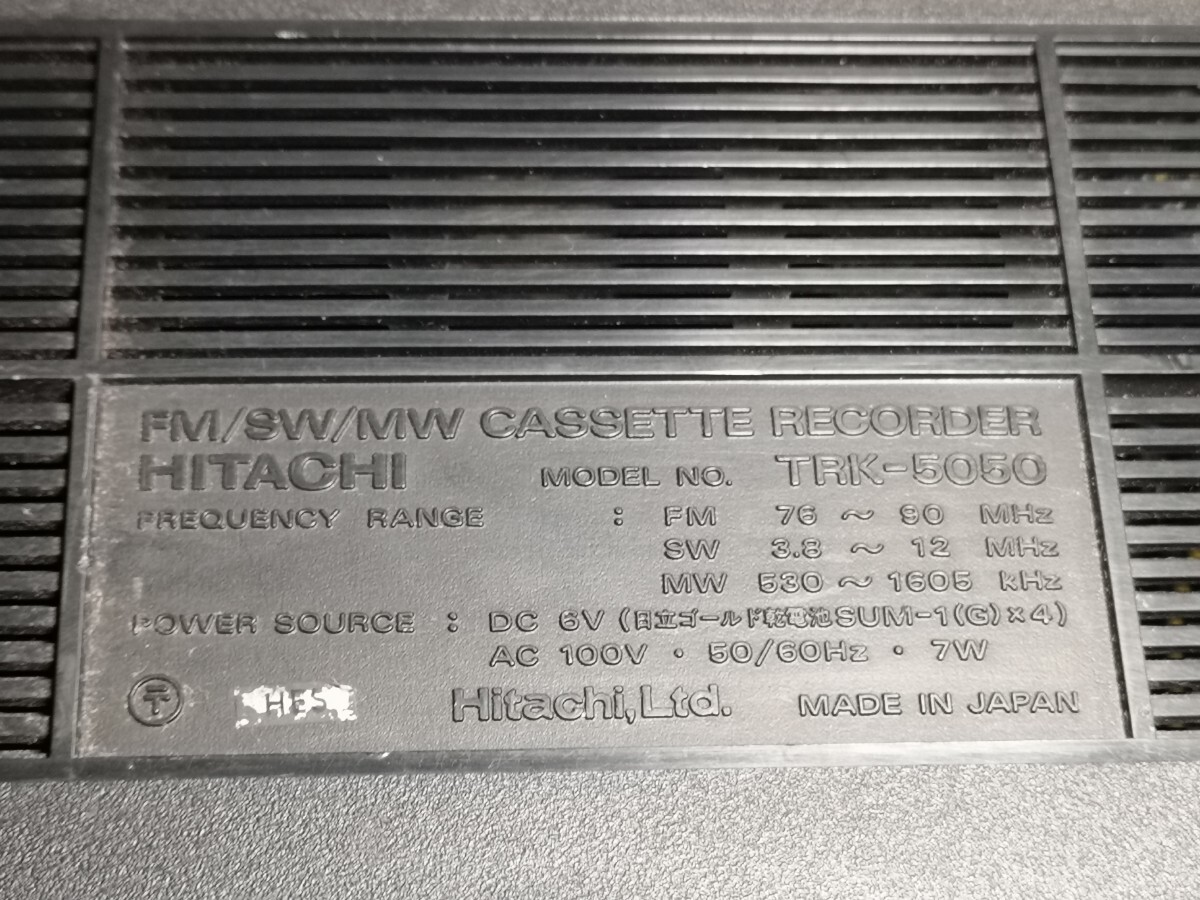 FM/SW/MW CASSETTE RECORDER
HITACHI MODEL NO. TRK-5050
FREQUENCY RANGE : FM 76 ~ 90 MHz
SW 3.8 ~ 12 MHz
MW 530 ~ 1605 kHz
POWER SOURCE : DC 6V (日立ゴールド乾電池SUM-1(G)×4)
AC 100V・50/60Hz・7W
〒 HES Hitachi, Ltd. MADE IN JAPAN